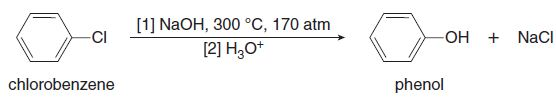 [1] NaOH, 300 °C, 170 atm
Cl
[2] H₃O⁺
OH + NaCl
chlorobenzene
phenol